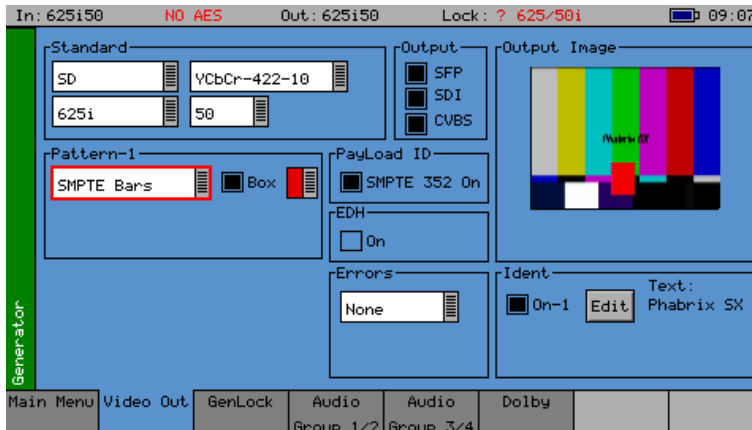 In: 625i50 NO AES Out: 625i50 Lock: ? 625/50i 09:07
Standard
SD YCbCr-422-10
625i 50
Output
SFP
SDI
CVBS
Output Image
Phabrix SX
Pattern-1
SMPTE Bars Box
PayLoad ID
SMPTE 352 On
EDH
On
Errors
None
Ident
On-1 Edit Text:
Phabrix SX
Generator
Main Menu Video Out GenLock Audio Group 1/2 Audio Group 3/4 Dolby